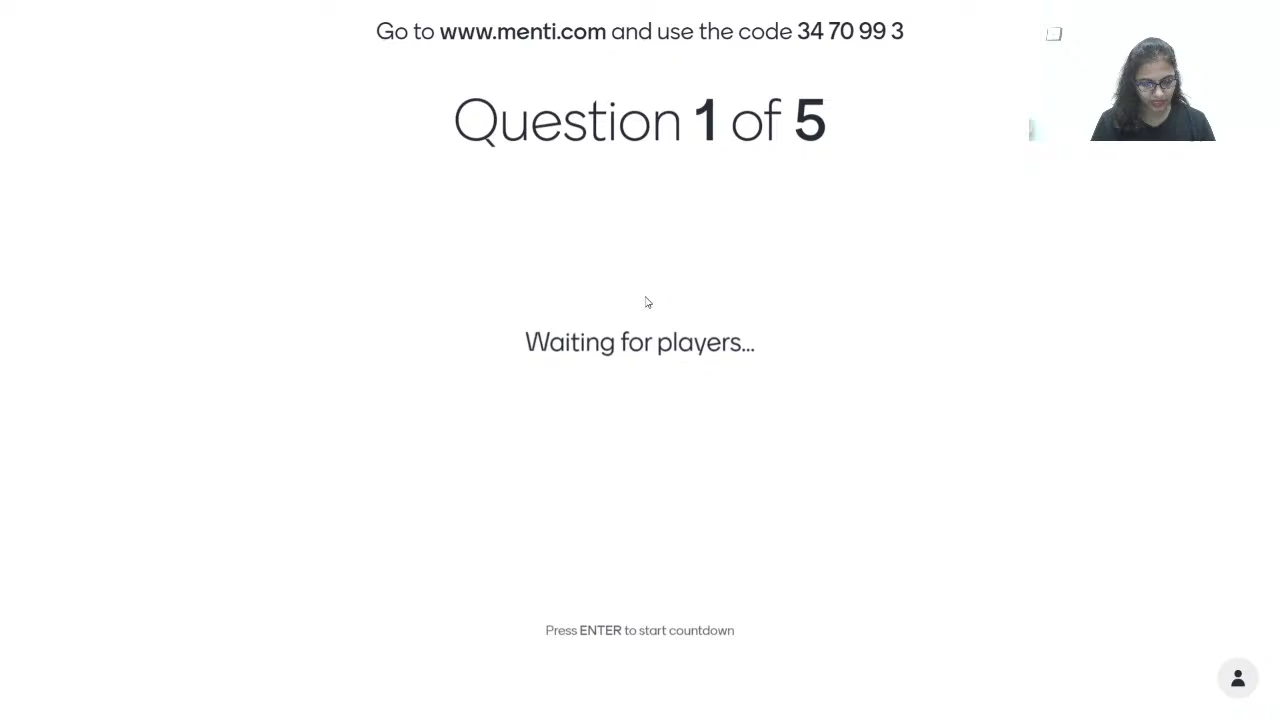 Go to www.menti.com and use the code 34 70 99 3
Question 1 of 5
Waiting for players...
Press ENTER to start countdown